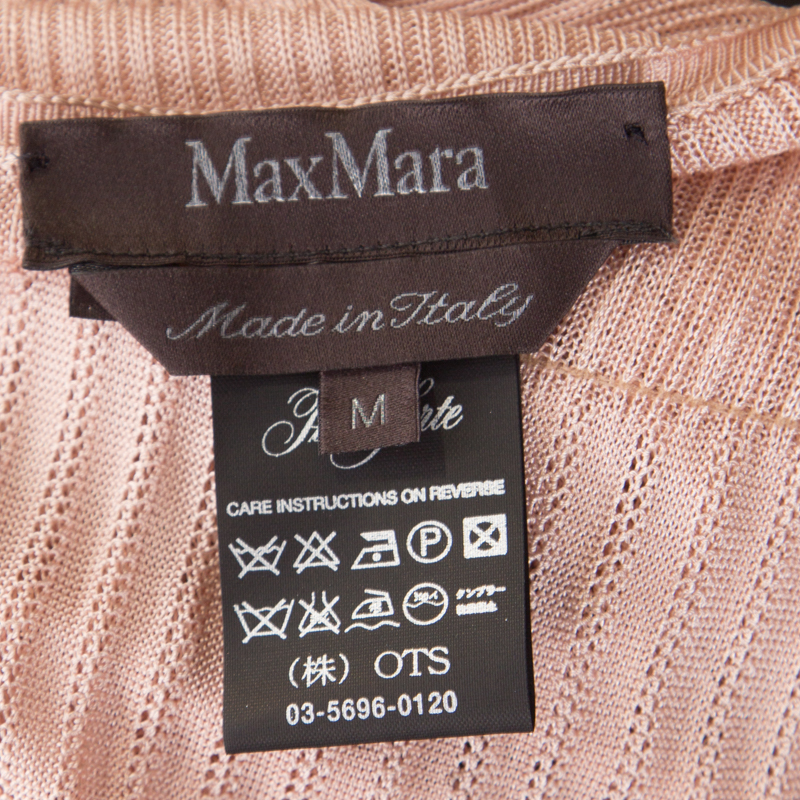 MaxMara
Made in Italy
M
CARE INSTRUCTIONS ON REVERSE
P
(株) OTS
03-5696-0120